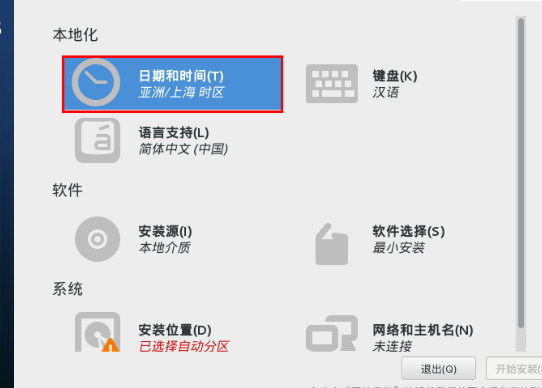 本地化
日期和时间(T)
亚洲/上海 时区
键盘(K)
汉语
语言支持(L)
简体中文 (中国)
软件
安装源(I)
本地介质
软件选择(S)
最小安装
系统
安装位置(D)
已选择自动分区
网络和主机名(N)
未连接
退出(Q)
开始安装(